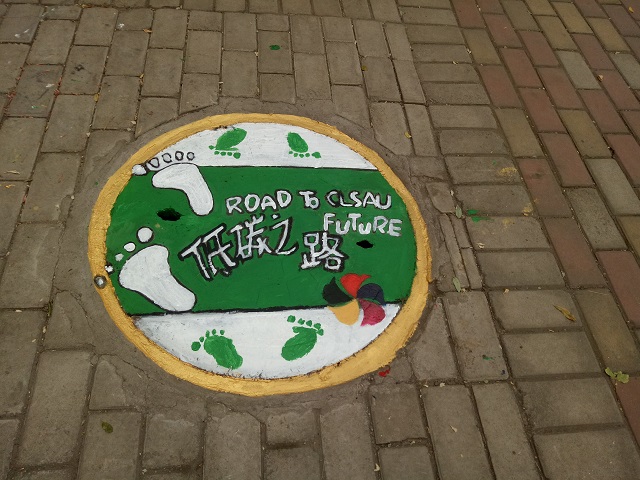 ROAD To CLSAU
FUTURE
低碳之路